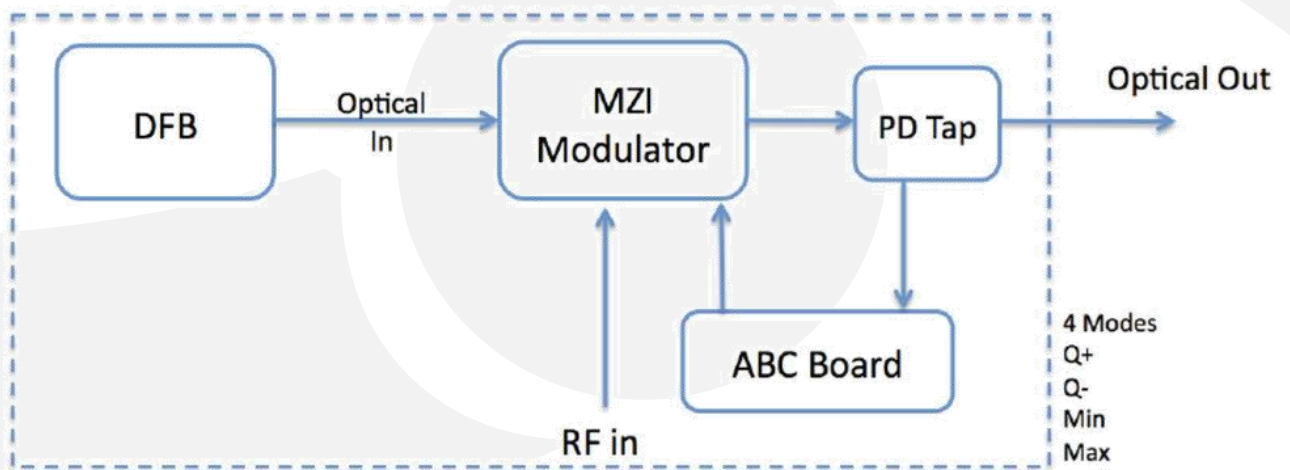 DFB
Optical
In
MZI
Modulator
PD Tap
Optical Out
ABC Board
RF in
4 Modes
Q+
Q-
Min
Max